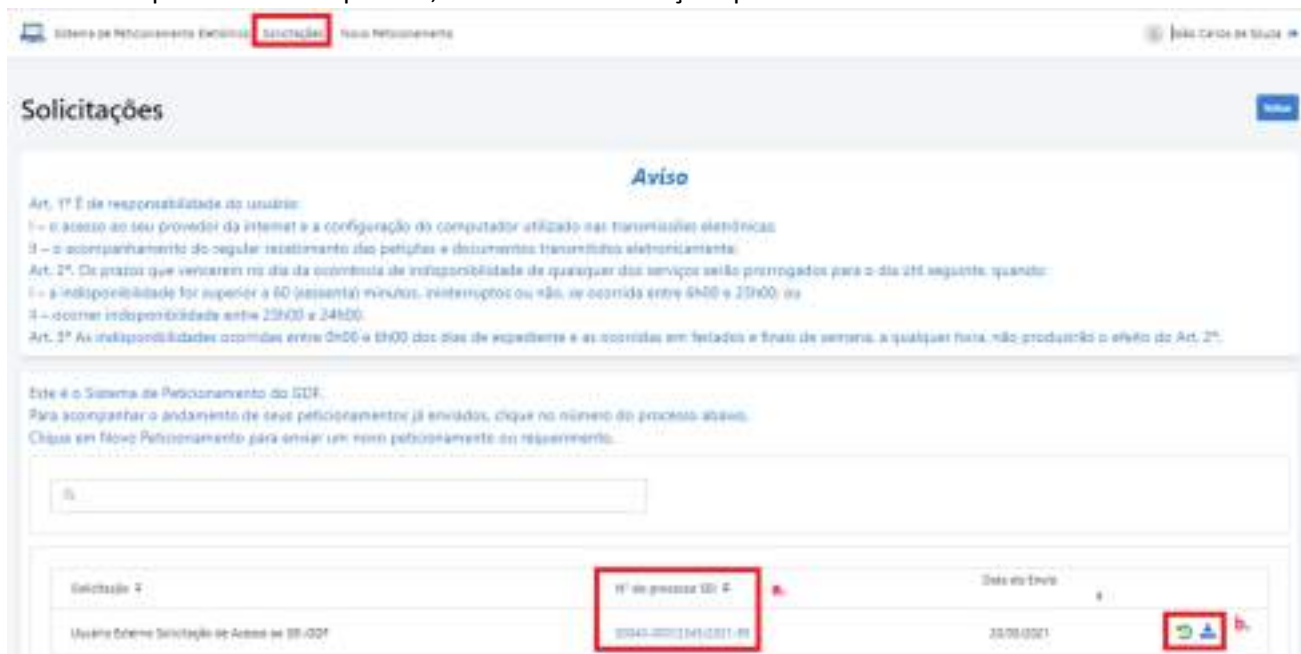 Sistema de Peticionamento Eletrônico Solicitações Novo Peticionamento João Carlos de Souza
Solicitações
Voltar
Aviso
Art. 1º É de responsabilidade do usuário:
I – o acesso ao seu provedor da internet e a configuração do computador utilizado nas transmissões eletrônicas;
II – o acompanhamento do regular recebimento das petições e documentos transmitidos eletronicamente.
Art. 2º. Os prazos que vencerem no dia da ocorrência de indisponibilidade de quaisquer dos serviços serão prorrogados para o dia útil seguinte, quando:
I – a indisponibilidade for superior a 60 (sessenta) minutos, ininterruptos ou não, se ocorrida entre 6h00 e 23h00; ou
II – ocorrer indisponibilidade entre 23h00 e 24h00.
Art. 3º As indisponibilidades ocorridas entre 0h00 e 6h00 dos dias de expediente e as ocorridas em feriados e finais de semana, a qualquer hora, não produzirão o efeito do Art. 2º.
Este é o Sistema de Peticionamento do GDF.
Para acompanhar o andamento de seus peticionamentos já enviados, clique no número do processo abaixo.
Clique em Novo Peticionamento para enviar um novo peticionamento ou requerimento.
Solicitação Nº do processo SEI a. Data do Envio
Usuário Externo Solicitação de Acesso ao SEI-GDF b.